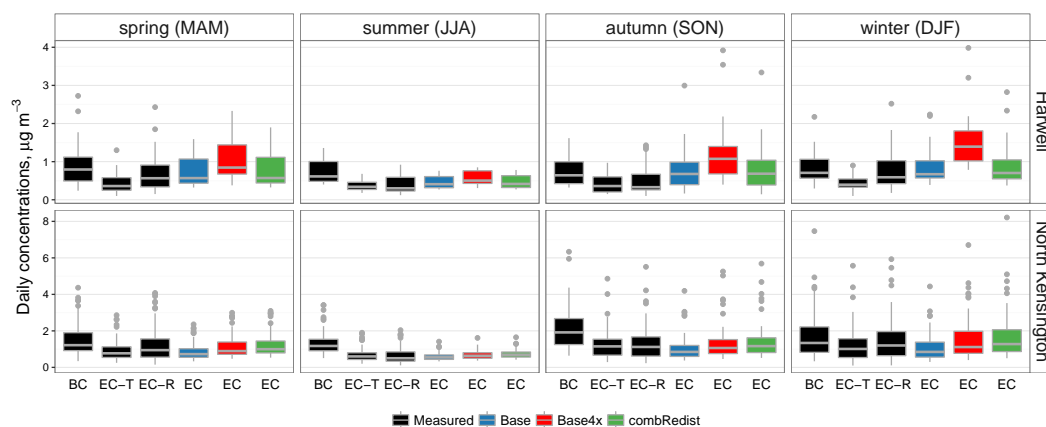 spring (MAM) summer (JJA) autumn (SON) winter (DJF)
Daily concentrations, µg m⁻³
4
3
2
1
0
Harwell
8
6
4
2
0
North Kensington
BC EC−T EC−R EC EC EC BC EC−T EC−R EC EC EC BC EC−T EC−R EC EC EC BC EC−T EC−R EC EC EC
Measured Base Base4x combRedist